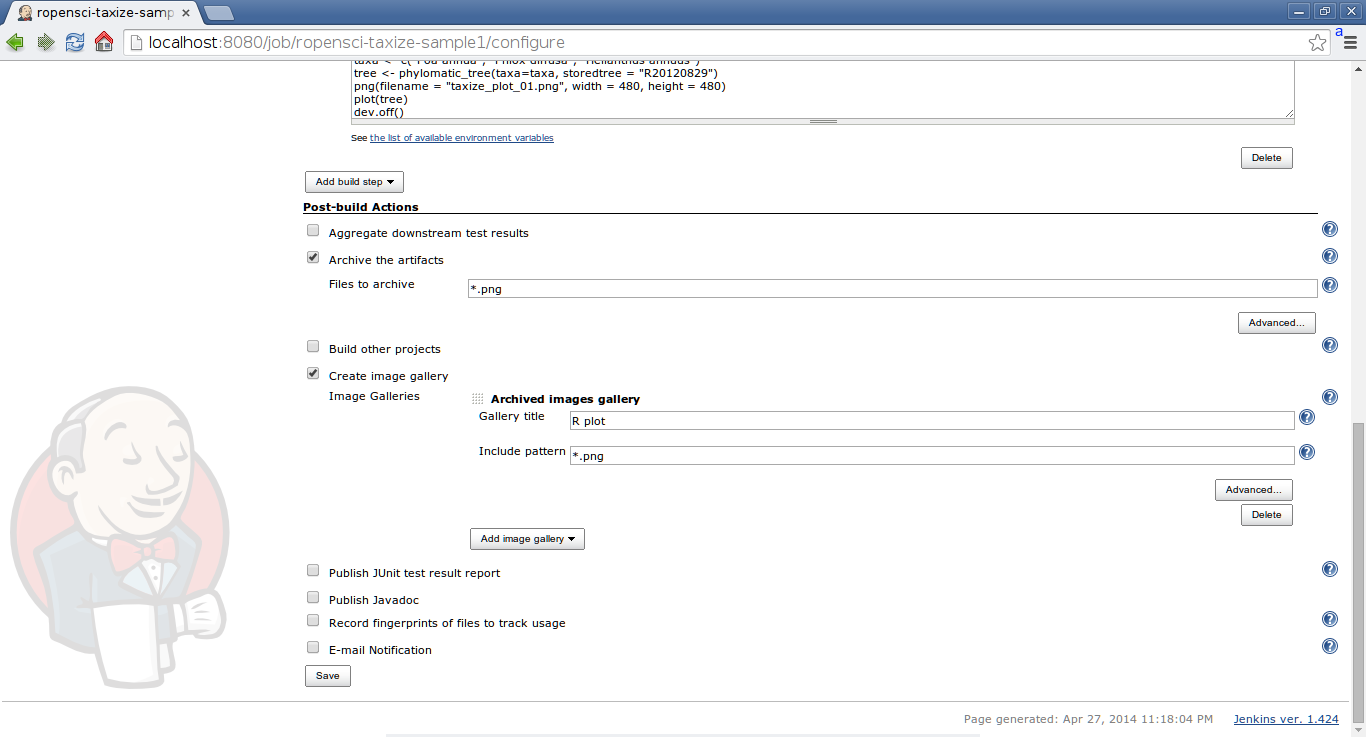 ropensci-taxize-samp
localhost:8080/job/ropensci-taxize-sample1/configure
a
taxa <- c("Poa annua", "Phlox diffusa", "Helianthus annuus")
tree <- phylomatic_tree(taxa=taxa, storedtree = "R20120829")
png(filename = "taxize_plot_01.png", width = 480, height = 480)
plot(tree)
dev.off()
See the list of available environment variables
Delete
Add build step
Post-build Actions
Aggregate downstream test results
Archive the artifacts
Files to archive
*.png
Advanced...
Build other projects
Create image gallery
Image Galleries
Archived images gallery
Gallery title
R plot
Include pattern
*.png
Advanced...
Delete
Add image gallery
Publish JUnit test result report
Publish Javadoc
Record fingerprints of files to track usage
E-mail Notification
Save
Page generated: Apr 27, 2014 11:18:04 PM
Jenkins ver. 1.424